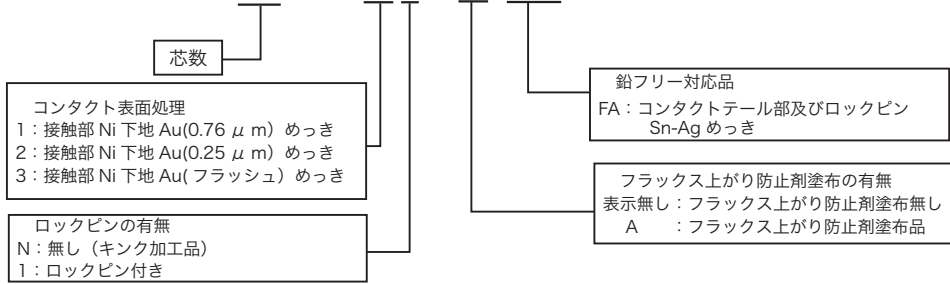 芯数
コンタクト表面処理
1：接触部 Ni 下地 Au(0.76 μ m）めっき
2：接触部 Ni 下地 Au(0.25 μ m）めっき
3：接触部 Ni 下地 Au( フラッシュ）めっき
ロックピンの有無
N：無し（キンク加工品）
1：ロックピン付き
鉛フリー対応品
FA：コンタクトテール部及びロックピン
Sn-Ag めっき
フラックス上がり防止剤塗布の有無
表示無し：フラックス上がり防止剤塗布無し
A ：フラックス上がり防止剤塗布品